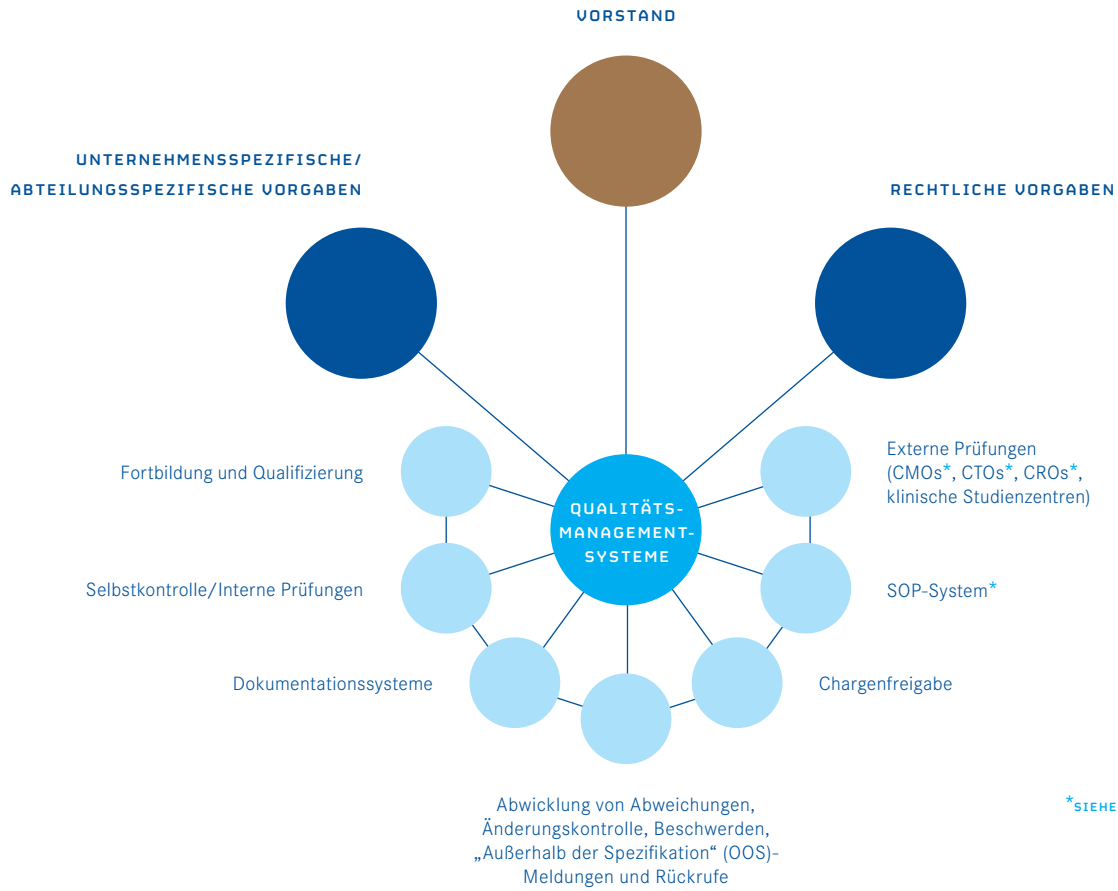 VORSTAND
UNTERNEHMENSSPEZIFISCHE/
ABTEILUNGSSPEZIFISCHE VORGABEN
RECHTLICHE VORGABEN
QUALITÄTS-
MANAGEMENT-
SYSTEME
Fortbildung und Qualifizierung
Externe Prüfungen
(CMOs*, CTOs*, CROs*,
klinische Studienzentren)
Selbstkontrolle/Interne Prüfungen
SOP-System*
Dokumentationssysteme
Chargenfreigabe
Abwicklung von Abweichungen,
Änderungskontrolle, Beschwerden,
„Außerhalb der Spezifikation“ (OOS)-
Meldungen und Rückrufe
*SIEHE